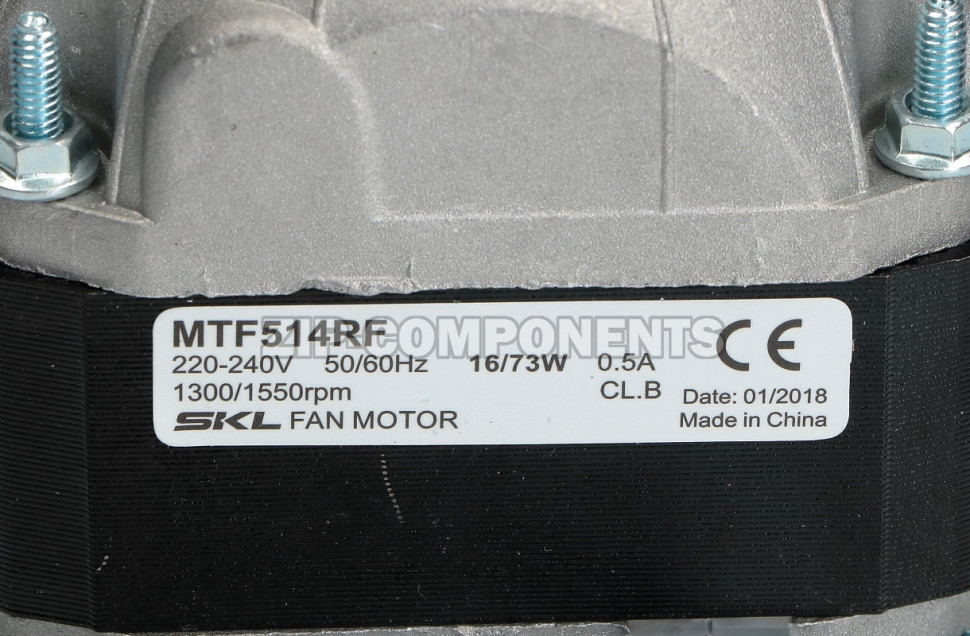 MTF514RF
COMPONENTS
CE
220-240V 50/60Hz 16/73W 0.5A
1300/1550rpm CL.B Date: 01/2018
SKL FAN MOTOR Made in China